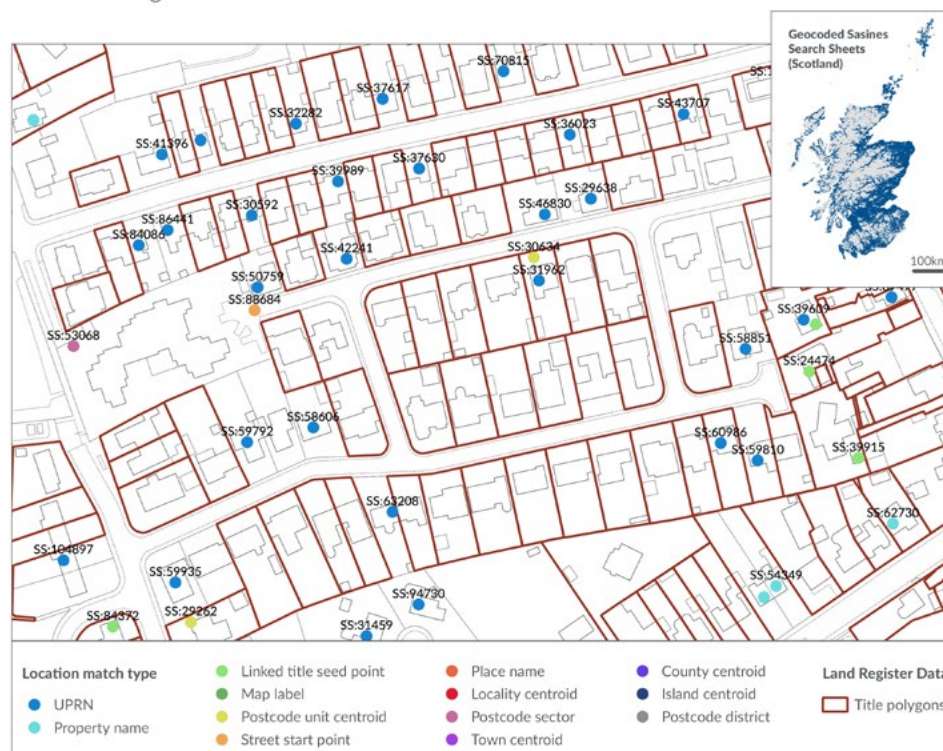 Geocoded Sasines
Search Sheets
(Scotland)
100km
SS:70815
SS:37617
SS:32282
SS:43707
SS:36023
SS:41396
SS:37630
SS:39989
SS:29638
SS:46830
SS:30592
SS:86441
SS:84086
SS:42241
SS:30634
SS:50759
SS:31962
SS:88684
SS:39609
SS:53068
SS:58851
SS:24474
SS:58606
SS:59792
SS:60986
SS:59810
SS:39915
SS:63208
SS:62730
SS:104897
SS:59935
SS:54349
SS:94730
SS:84372
SS:29262
SS:31459
Location match type
UPRN
Property name
Linked title seed point
Map label
Postcode unit centroid
Street start point
Place name
Locality centroid
Postcode sector
Town centroid
County centroid
Island centroid
Postcode district
Land Register Data
Title polygons